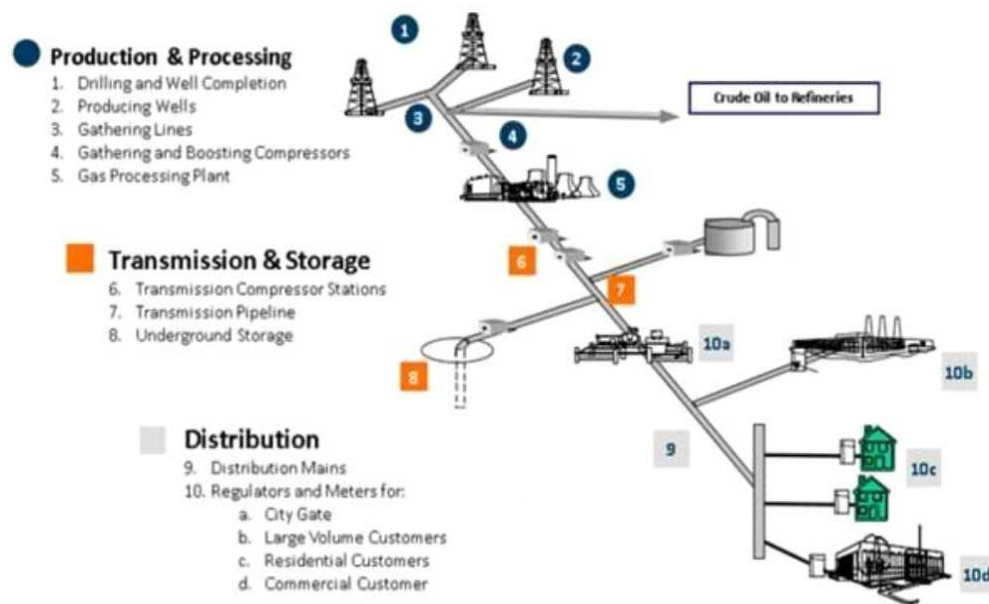 Production & Processing
1. Drilling and Well Completion
2. Producing Wells
3. Gathering Lines
4. Gathering and Boosting Compressors
5. Gas Processing Plant
Transmission & Storage
6. Transmission Compressor Stations
7. Transmission Pipeline
8. Underground Storage
Distribution
9. Distribution Mains
10. Regulators and Meters for:
a. City Gate
b. Large Volume Customers
c. Residential Customers
d. Commercial Customer
1
2
3
Crude Oil to Refineries
4
5
6
7
8
10a
10b
9
10c
10d